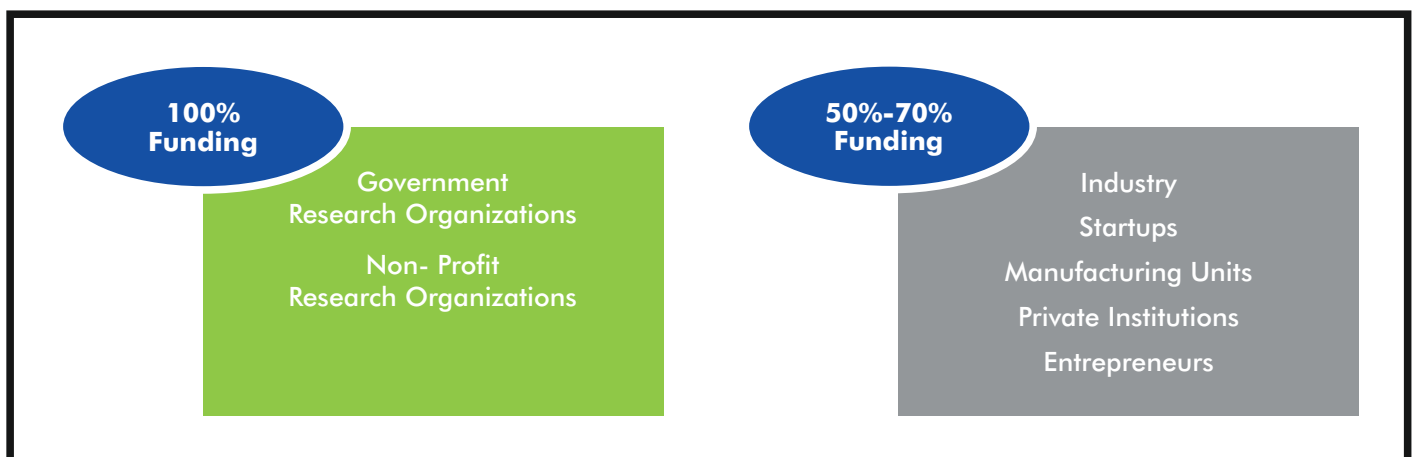 100%
Funding
Government
Research Organizations
Non- Profit
Research Organizations
50%-70%
Funding
Industry
Startups
Manufacturing Units
Private Institutions
Entrepreneurs